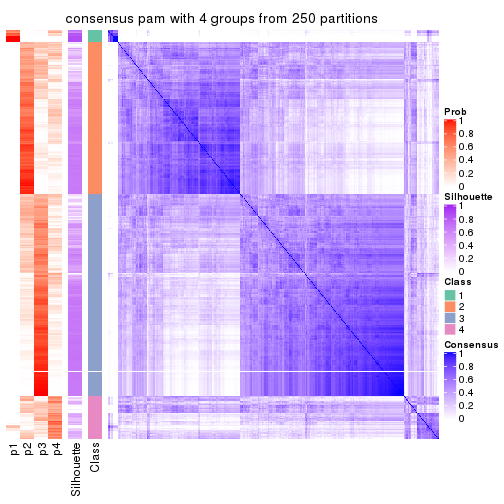 consensus pam with 4 groups from 250 partitions
Prob
1
0.8
0.6
0.4
0.2
0
Silhouette
1
0.8
0.6
0.4
0.2
0
Class
1
2
3
4
Consensus
1
0.8
0.6
0.4
0.2
0
p1
p2
p3
p4
Silhouette
Class